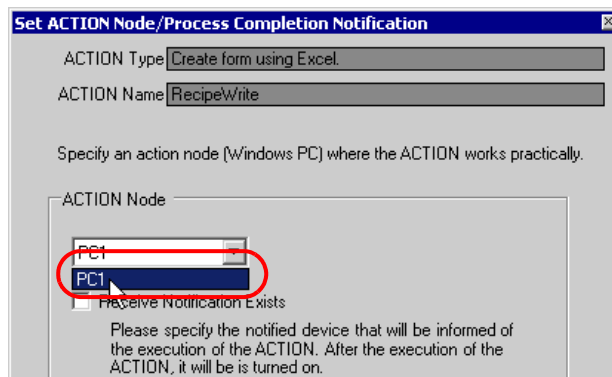 Set ACTION Node/Process Completion Notification
ACTION Type Create form using Excel.
ACTION Name RecipeWrite
Specify an action node (Windows PC) where the ACTION works practically.
ACTION Node
PC1
PC1
Receive Notification Exists
Please specify the notified device that will be informed of
the execution of the ACTION. After the execution of the
ACTION, it will be is turned on.